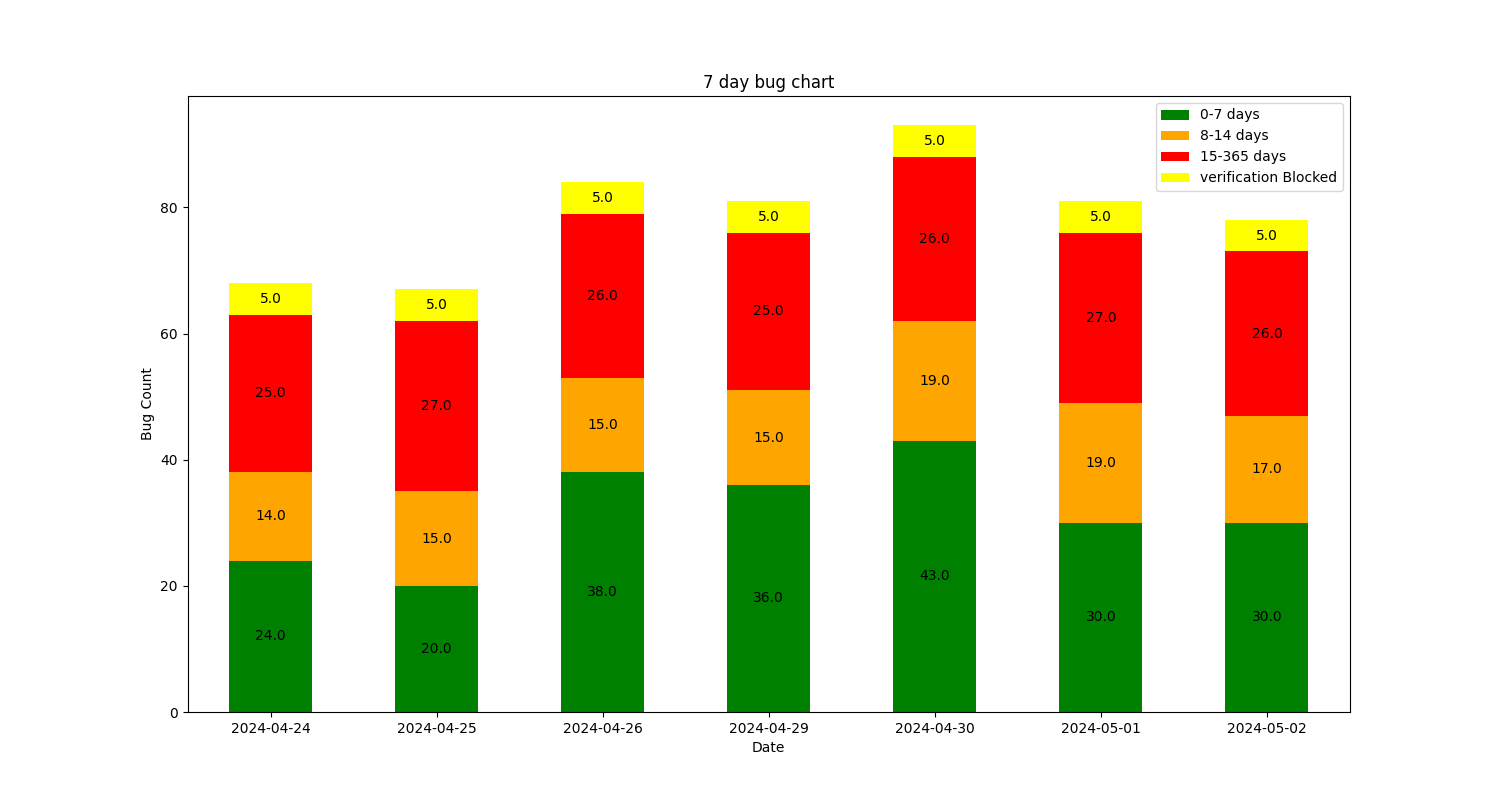 7 day bug chart
0-7 days
8-14 days
15-365 days
verification Blocked
Bug Count
80
60
40
20
0
5.0 5.0 5.0 5.0 5.0 5.0 5.0
25.0 27.0 26.0 25.0 26.0 27.0 26.0
14.0 15.0 15.0 15.0 19.0 19.0 17.0
24.0 20.0 38.0 36.0 43.0 30.0 30.0
2024-04-24 2024-04-25 2024-04-26 2024-04-29 2024-04-30 2024-05-01 2024-05-02
Date